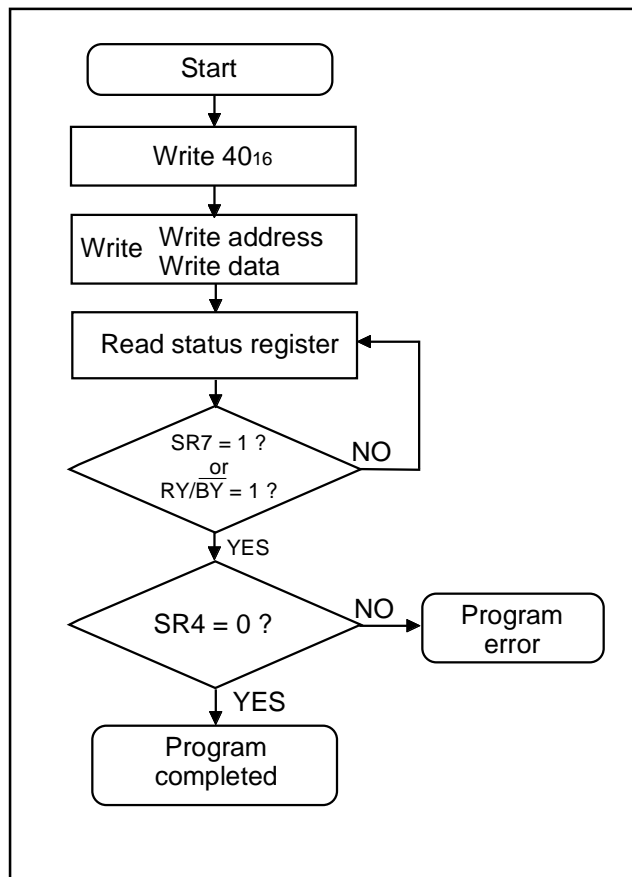 Start
Write 40₁₆
Write Write address
Write data
Read status register
SR7 = 1 ?
or
RY/B̅Y̅ = 1 ?
NO
YES
SR4 = 0 ?
NO
Program
error
YES
Program
completed